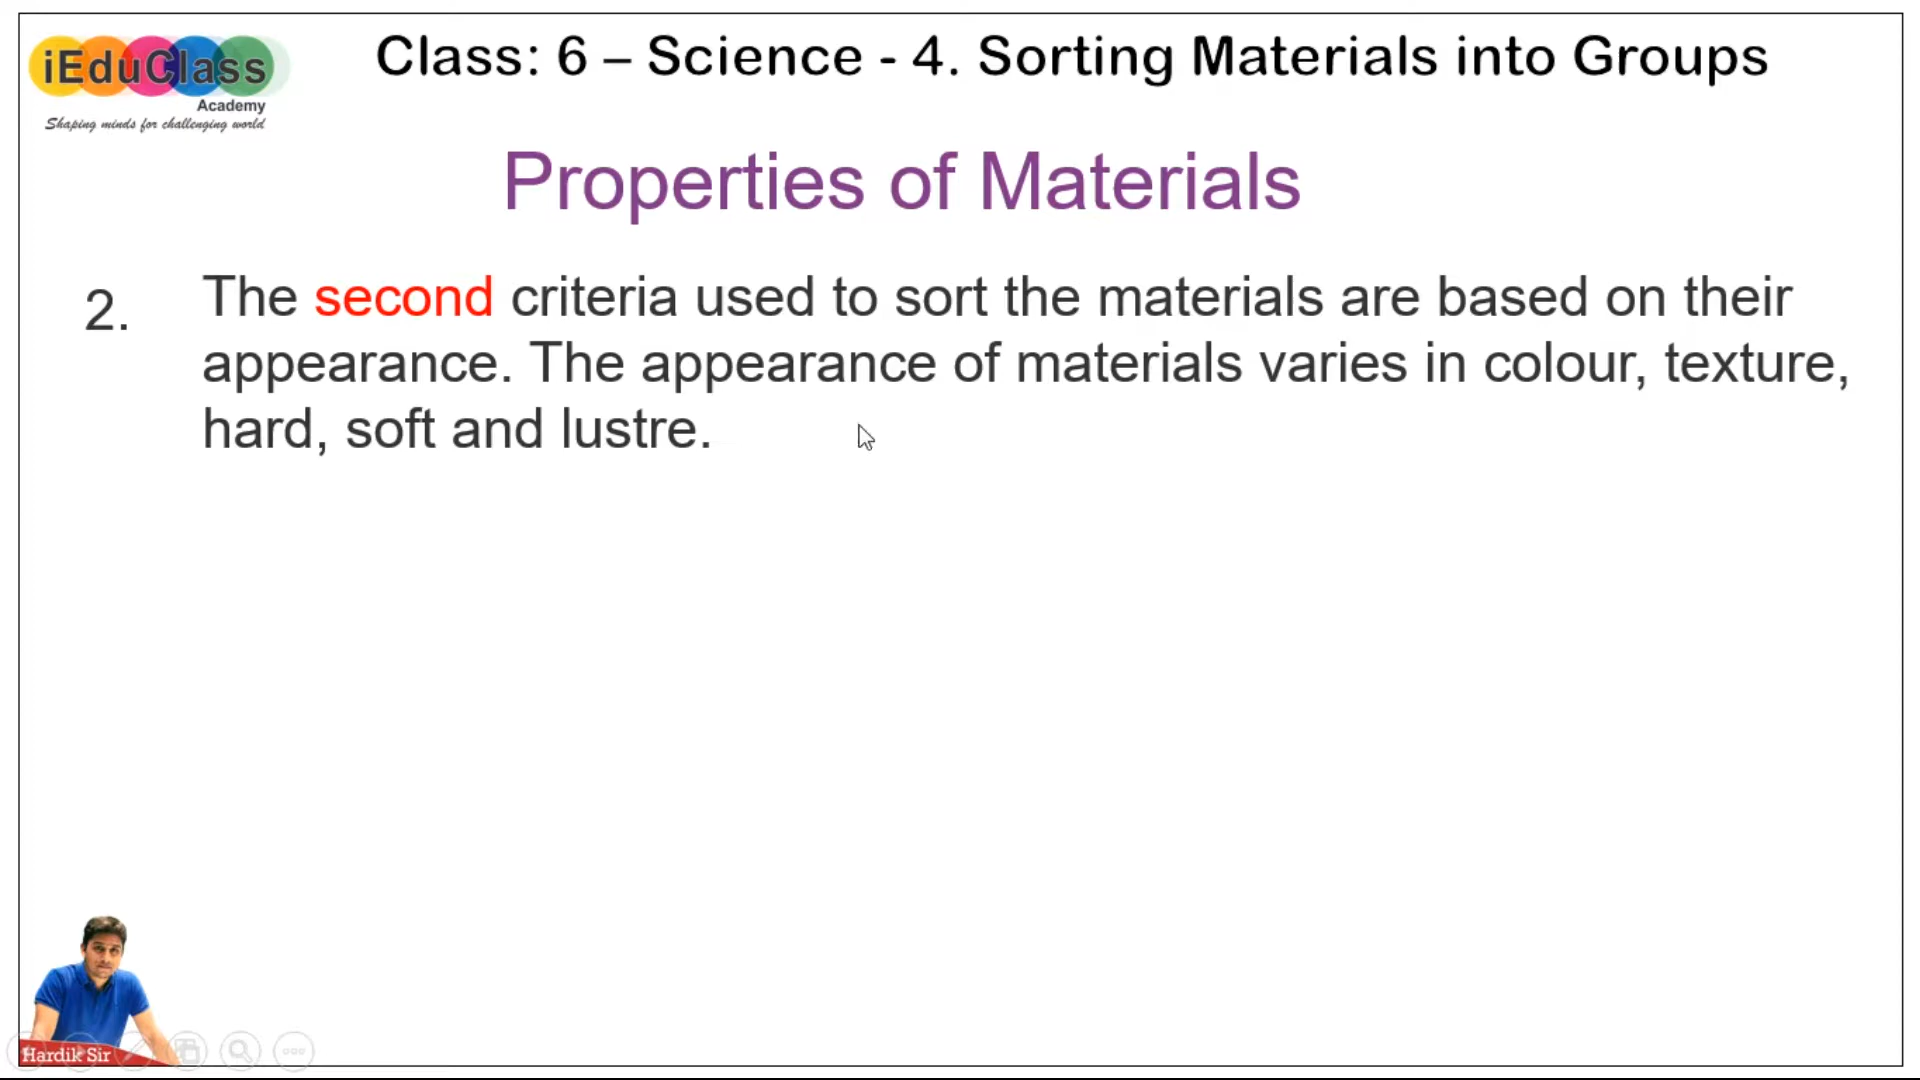 iEduClass
Academy
Shaping minds for challenging world
Class: 6 – Science - 4. Sorting Materials into Groups
Properties of Materials
2. The second criteria used to sort the materials are based on their
appearance. The appearance of materials varies in colour, texture,
hard, soft and lustre.
Hardik Sir